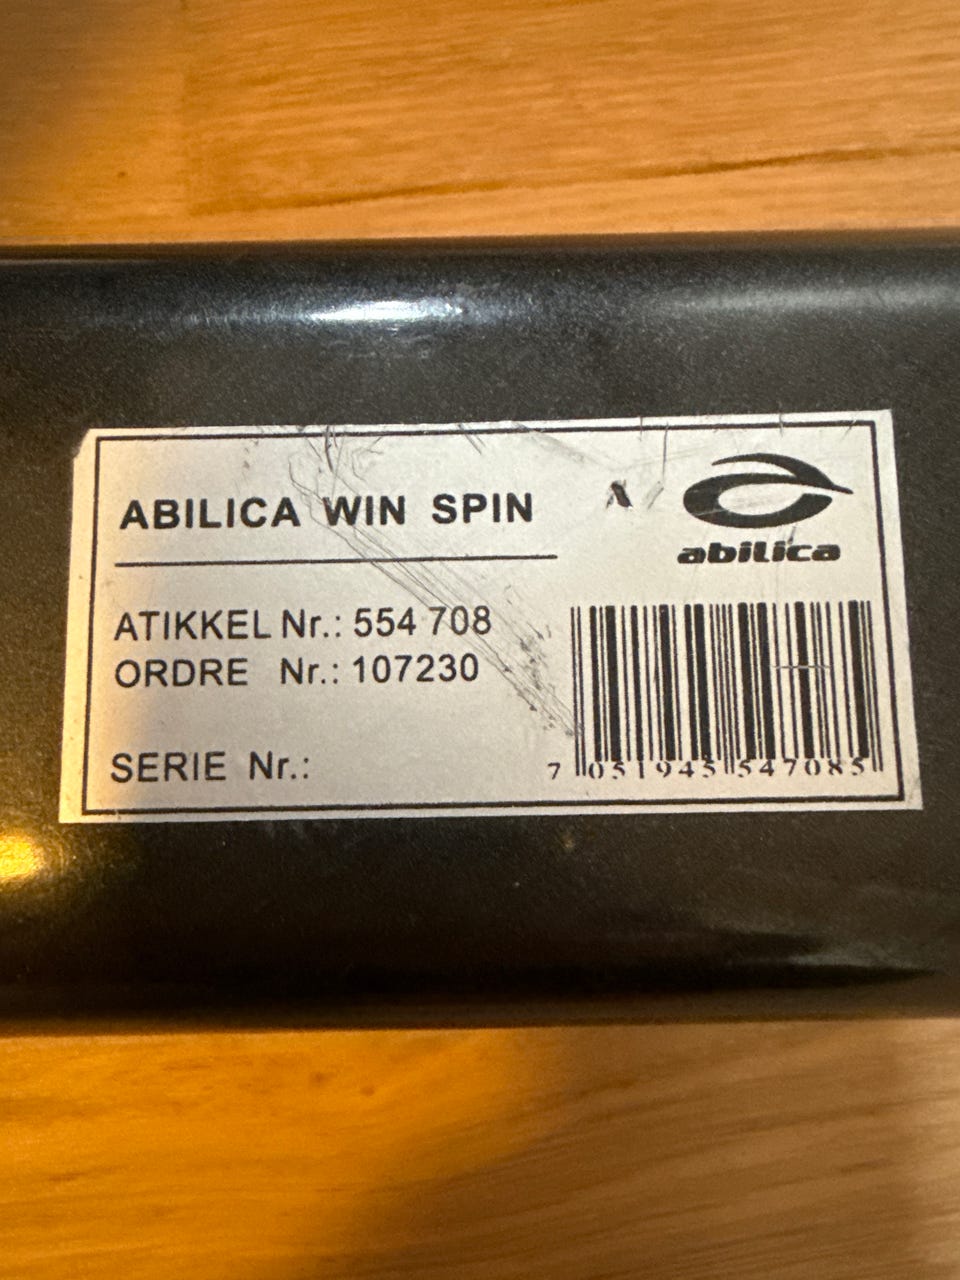 ABILICA WIN SPIN
abilica
ATIKKEL Nr.: 554 708
ORDRE Nr.: 107230
SERIE Nr.:
7 051945 547085